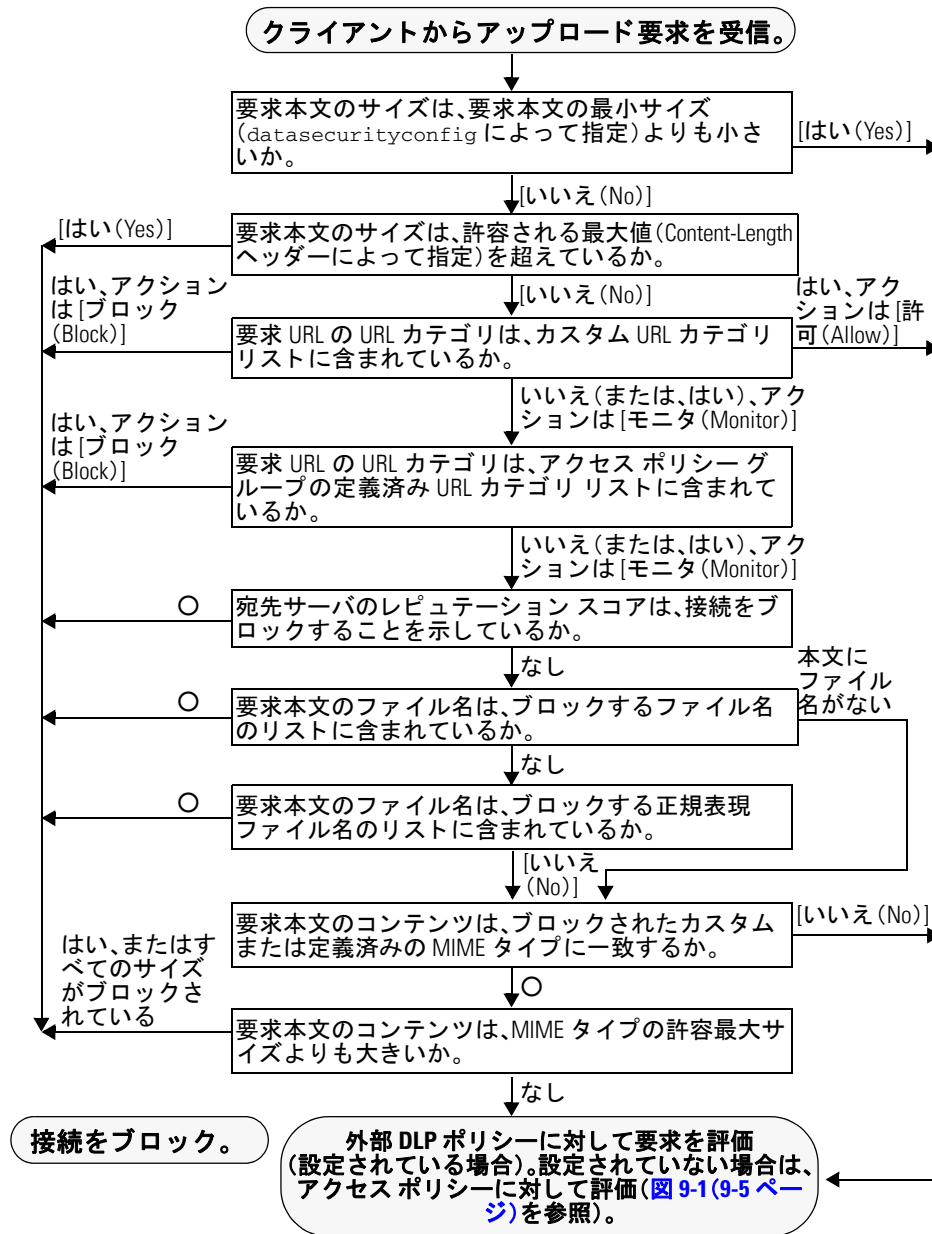 クライアントからアップロード要求を受信。
要求本文のサイズは、要求本文の最小サイズ
(datasecurityconfig によって指定)よりも小さ
いか。
[はい(Yes)]
[いいえ(No)]
[はい(Yes)]
要求本文のサイズは、許容される最大値(Content-Length
ヘッダーによって指定)を超えているか。
[いいえ(No)]
はい、アクション
は[ブロック
(Block)]
要求 URL の URL カテゴリは、カスタム URL カテゴリ
リストに含まれているか。
はい、アク
ションは[許
可(Allow)]
いいえ(または、はい)、アク
ションは[モニタ(Monitor)]
はい、アクション
は[ブロック
(Block)]
要求 URL の URL カテゴリは、アクセス ポリシー グ
ループの定義済み URL カテゴリ リストに含まれて
いるか。
いいえ(または、はい)、アク
ションは[モニタ(Monitor)]
○
宛先サーバのレピュテーション スコアは、接続をブ
ロックすることを示しているか。
なし
本文に
ファイル
名がない
○
要求本文のファイル名は、ブロックするファイル名
のリストに含まれているか。
なし
○
要求本文のファイル名は、ブロックする正規表現
ファイル名のリストに含まれているか。
[いいえ
(No)]
要求本文のコンテンツは、ブロックされたカスタム
または定義済みの MIME タイプに一致するか。
[いいえ(No)]
○
はい、またはす
べてのサイズ
がブロックさ
れている
要求本文のコンテンツは、MIME タイプの許容最大サ
イズよりも大きいか。
なし
接続をブロック。
外部 DLP ポリシーに対して要求を評価
(設定されている場合)。設定されていない場合は、
アクセス ポリシーに対して評価(図 9-1(9-5 ペー
ジ)を参照)。